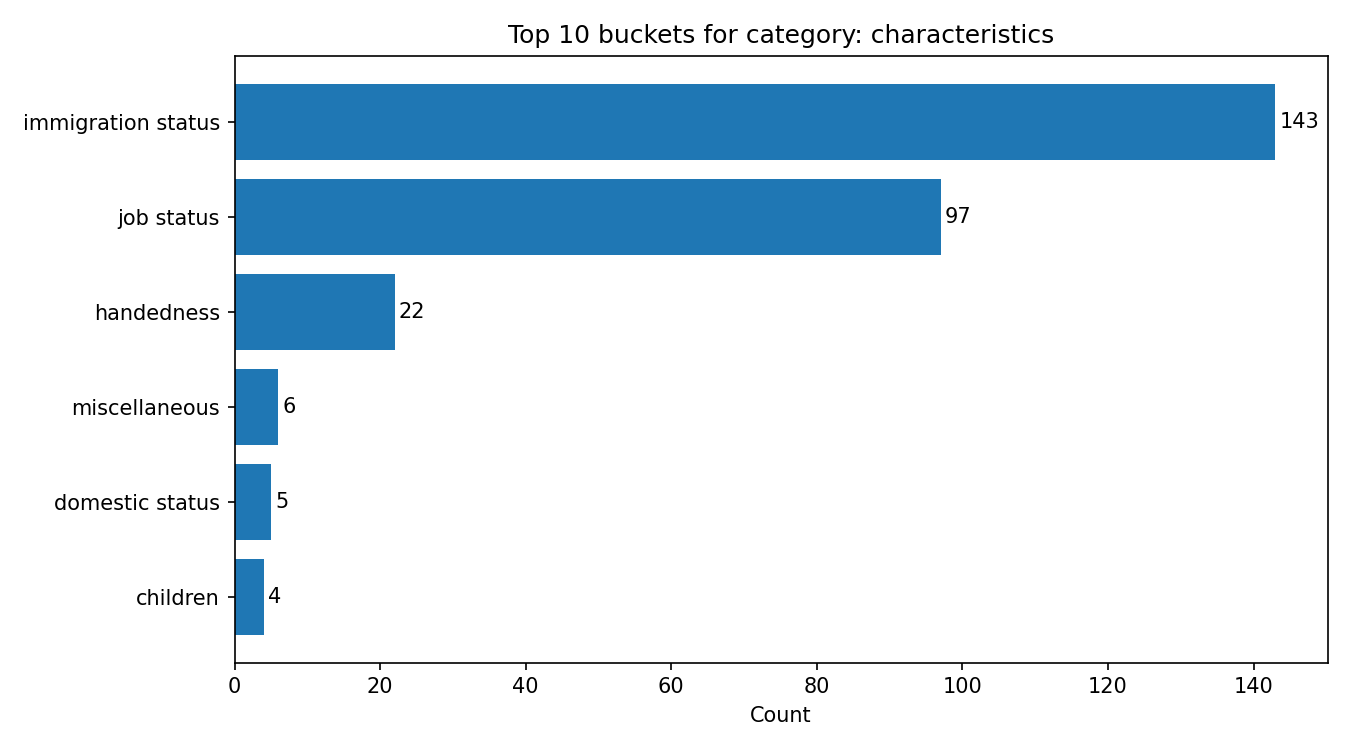 Top 10 buckets for category: characteristics
immigration status 143
job status 97
handedness 22
miscellaneous 6
domestic status 5
children 4
0 20 40 60 80 100 120 140
Count